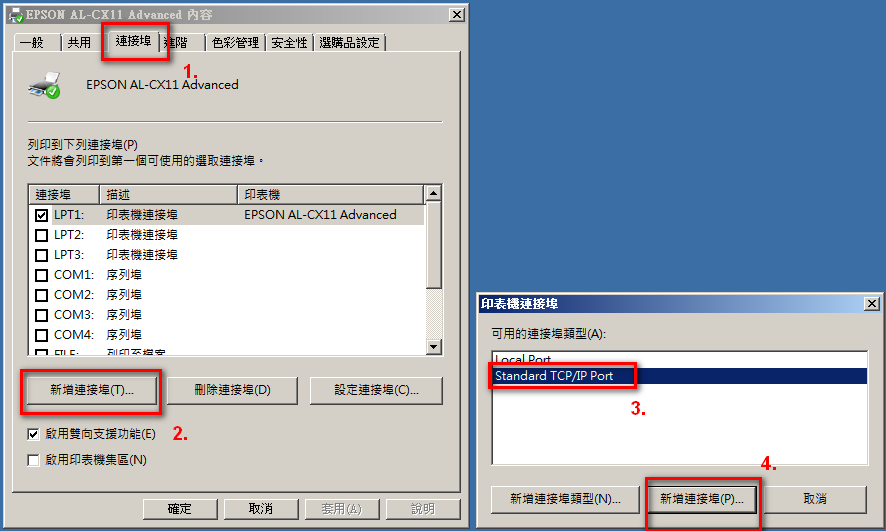 EPSON AL-CX11 Advanced 內容
一般 共用 連接埠 進階 色彩管理 安全性 選購品設定
1.
EPSON AL-CX11 Advanced
列印到下列連接埠(P)
文件將會列印到第一個可使用的選取連接埠。
連接埠 描述 印表機
LPT1: 印表機連接埠 EPSON AL-CX11 Advanced
LPT2: 印表機連接埠
LPT3: 印表機連接埠
COM1: 序列埠
COM2: 序列埠
COM3: 序列埠
COM4: 序列埠
FILE: 列印至檔案
新增連接埠(T)... 刪除連接埠(D) 設定連接埠(C)...
2.
啟用雙向支援功能(E)
啟用印表機集區(N)
確定 取消 套用(A) 說明
印表機連接埠
可用的連接埠類型(A):
Local Port
Standard TCP/IP Port
3.
4.
新增連接埠類型(N)... 新增連接埠(P)... 取消